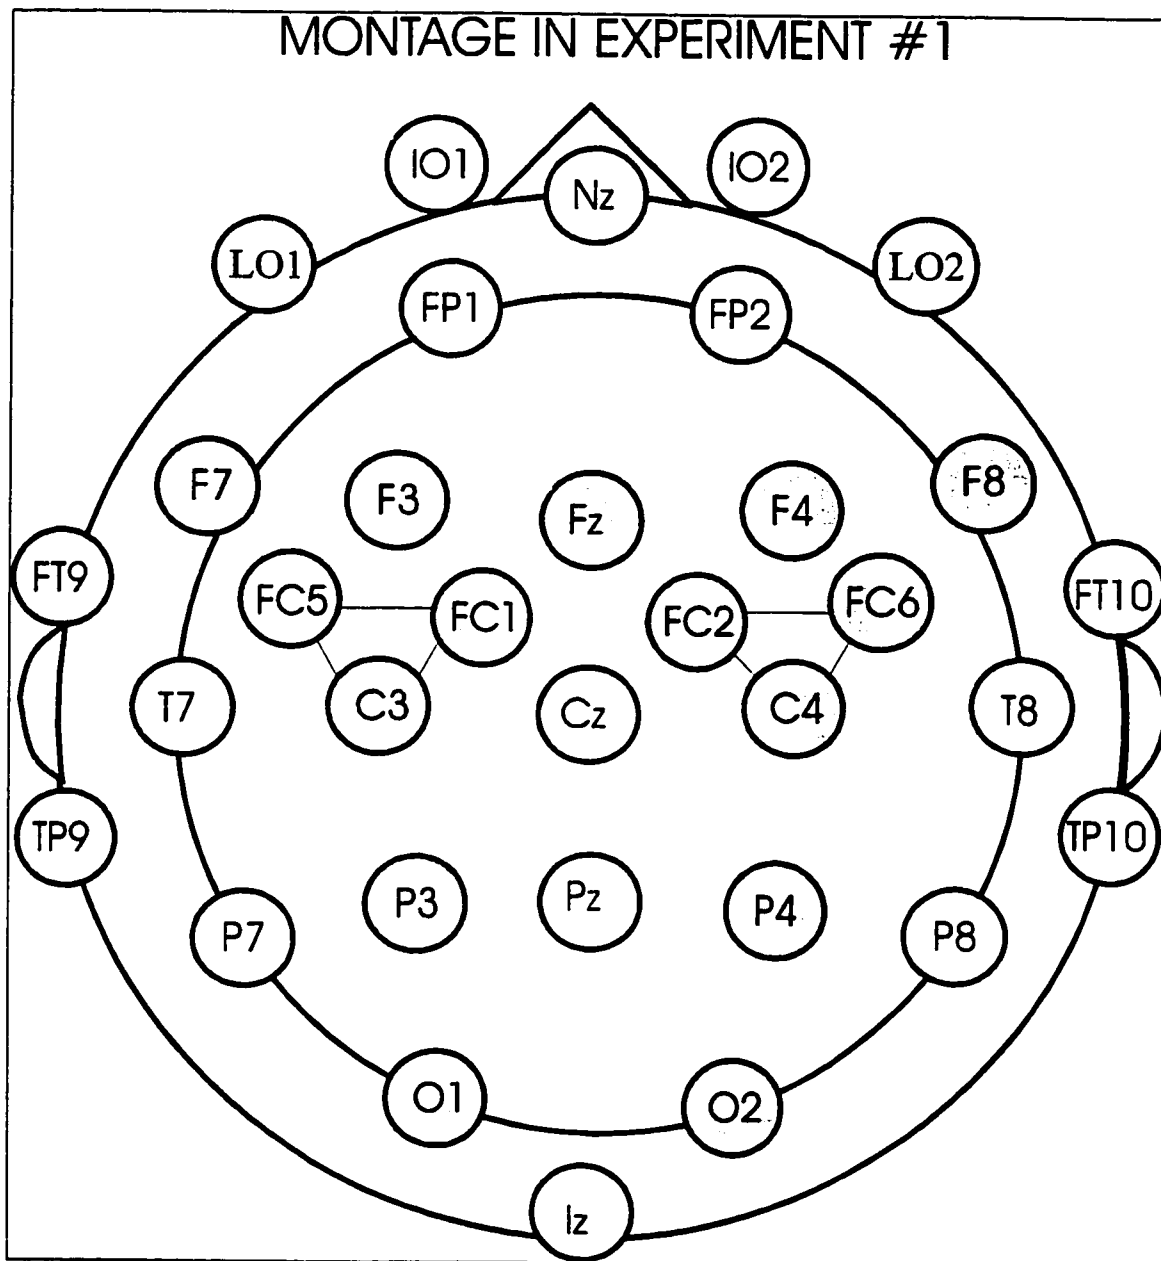 MONTAGE IN EXPERIMENT #1
IO1 Nz IO2
LO1 LO2
FP1 FP2
F7 F3 Fz F4 F8
FT9 FC5 FC1 FC2 FC6 FT10
T7 C3 Cz C4 T8
TP9 TP10
P7 P3 Pz P4 P8
O1 O2
Iz